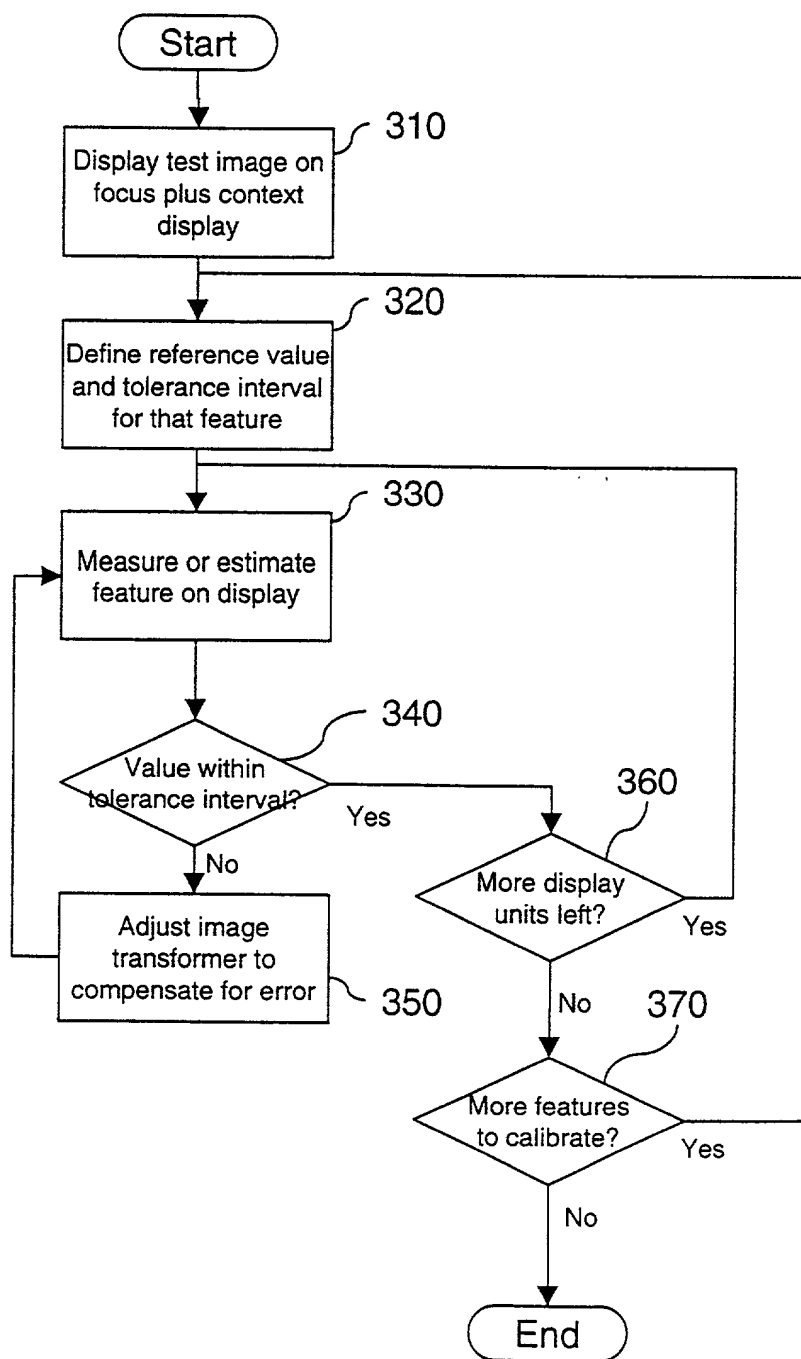 Start
310
Display test image on
focus plus context
display
320
Define reference value
and tolerance interval
for that feature
330
Measure or estimate
feature on display
340
Value within
tolerance interval?
Yes
No
360
More display
units left?
Yes
Adjust image
transformer to
compensate for error
350
No
370
More features
to calibrate?
Yes
No
End